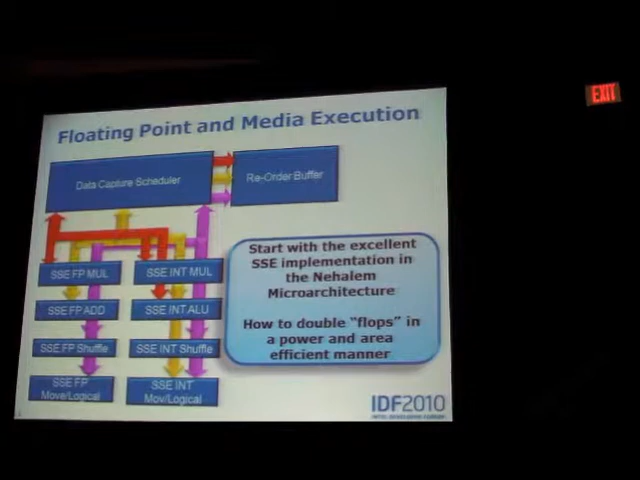 EXIT
Floating Point and Media Execution
Data Capture Scheduler
Re-Order Buffer
SSE FP MUL
SSE INT MUL
SSE FP ADD
SSE INT ALU
SSE FP Shuffle
SSE INT Shuffle
SSE FP
Move/Logical
SSE INT
Mov/Logical
Start with the excellent
SSE implementation in
the Nehalem
Microarchitecture
How to double "flops" in
a power and area
efficient manner
IDF2010
INTEL DEVELOPER FORUM